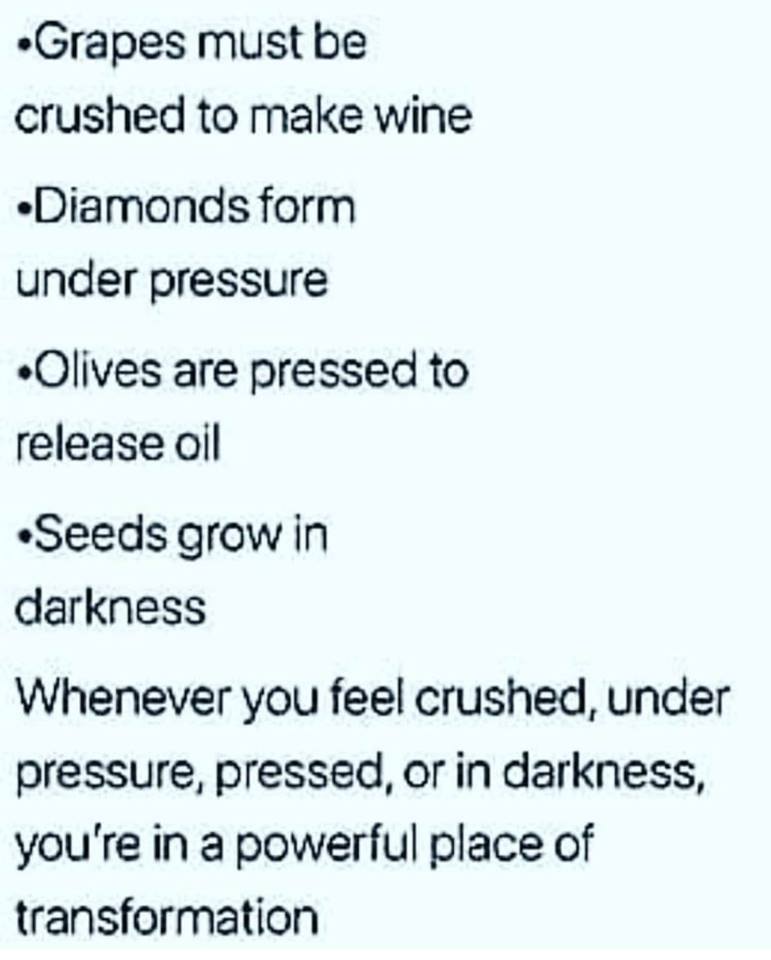 •Grapes must be
crushed to make wine
•Diamonds form
under pressure
•Olives are pressed to
release oil
•Seeds grow in
darkness
Whenever you feel crushed, under
pressure, pressed, or in darkness,
you're in a powerful place of
transformation